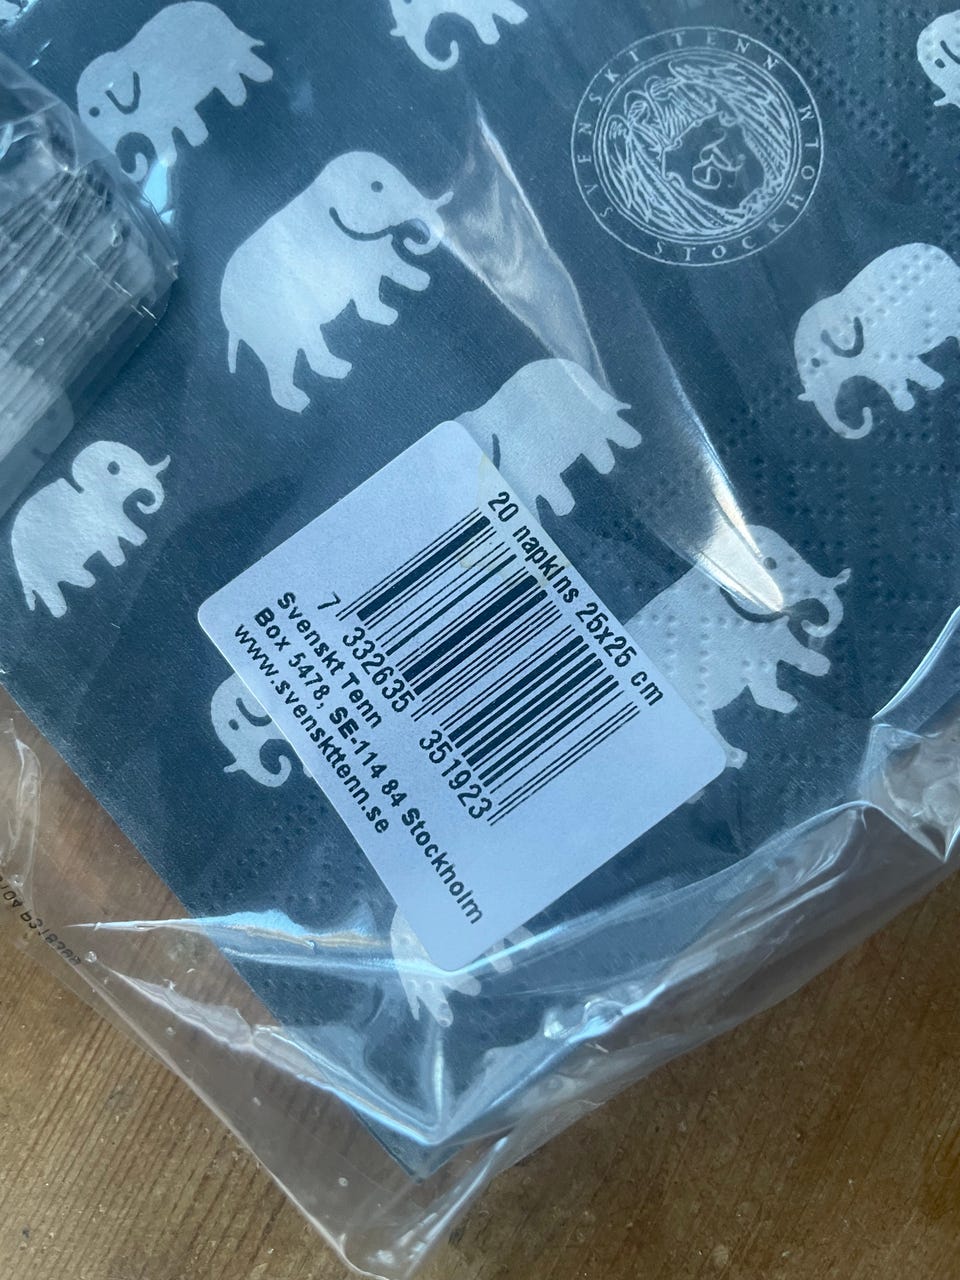 SVENSKT TENN STOCKHOLM
20 napkins 25x25 cm
7 332635 351923
Svenskt Tenn
Box 5478, SE-114 84 Stockholm
www.svenskttenn.se